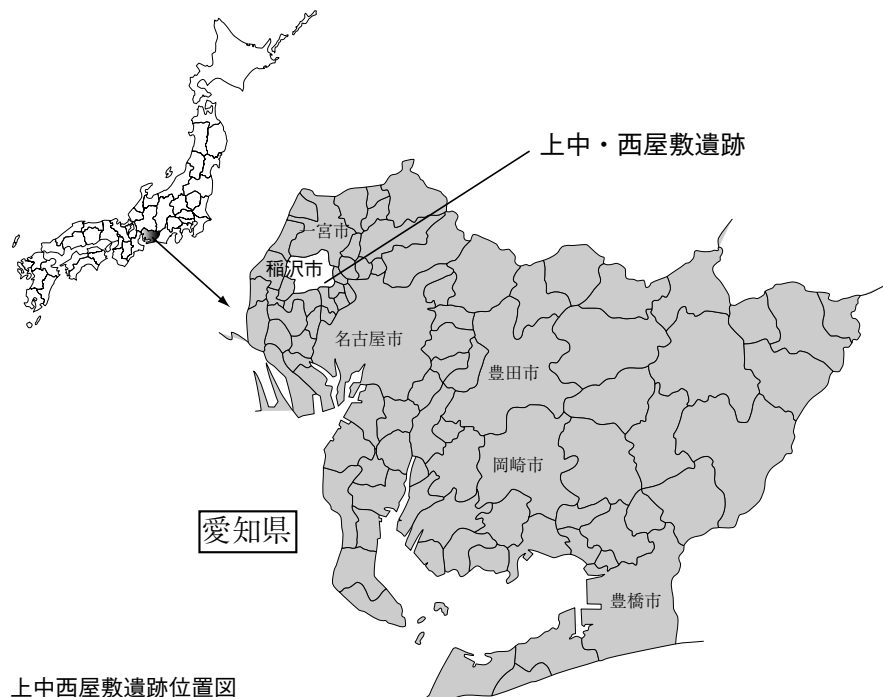 上中・西屋敷遺跡
一宮市
稲沢市
名古屋市
豊田市
岡崎市
愛知県
豊橋市
上中西屋敷遺跡位置図